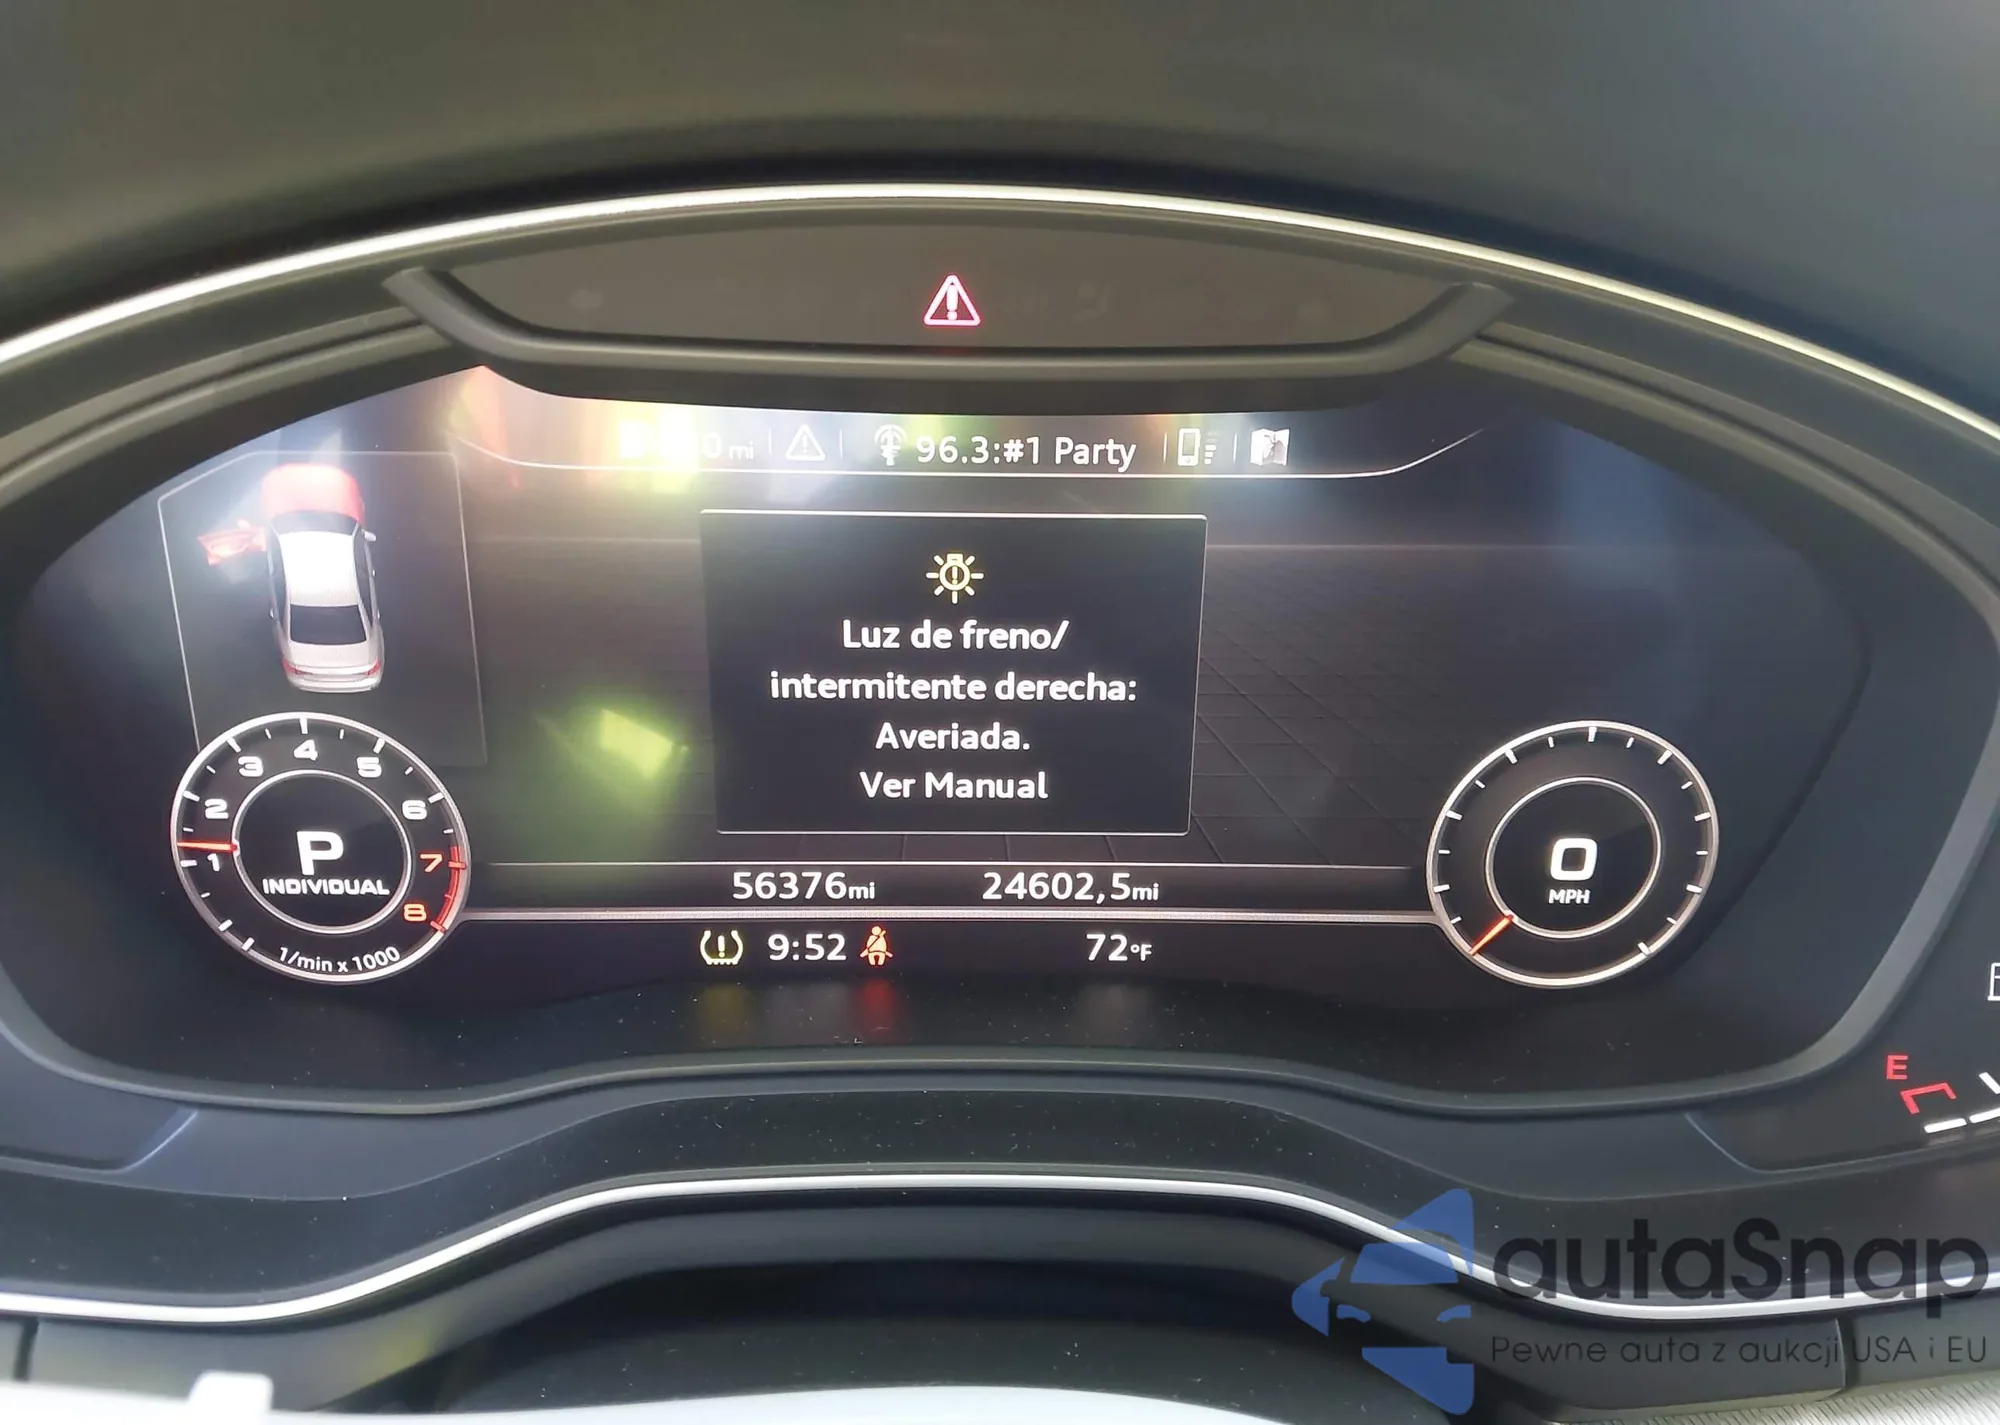 mi 96.3:#1 Party
Luz de freno/
intermitente derecha:
Averiada.
Ver Manual
1 2 3 4 5 6 7 8
P
INDIVIDUAL
1/min x 1000
0
MPH
56376mi 24602,5mi
9:52 72°F
E
autaSnap
Pewne auta z aukcji USA i EU